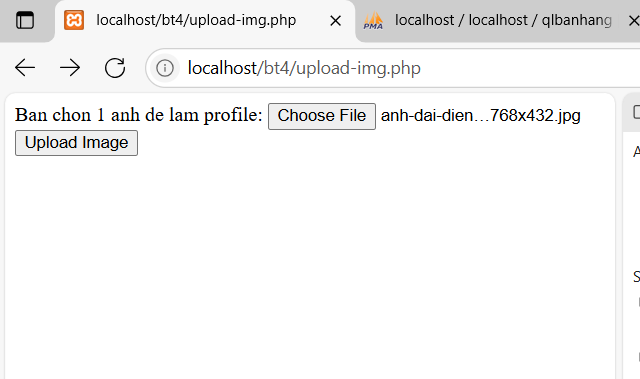 localhost/bt4/upload-img.php
localhost / localhost / qlbanhang
PMA
localhost/bt4/upload-img.php
Ban chon 1 anh de lam profile: Choose File anh-dai-dien…768x432.jpg
Upload Image